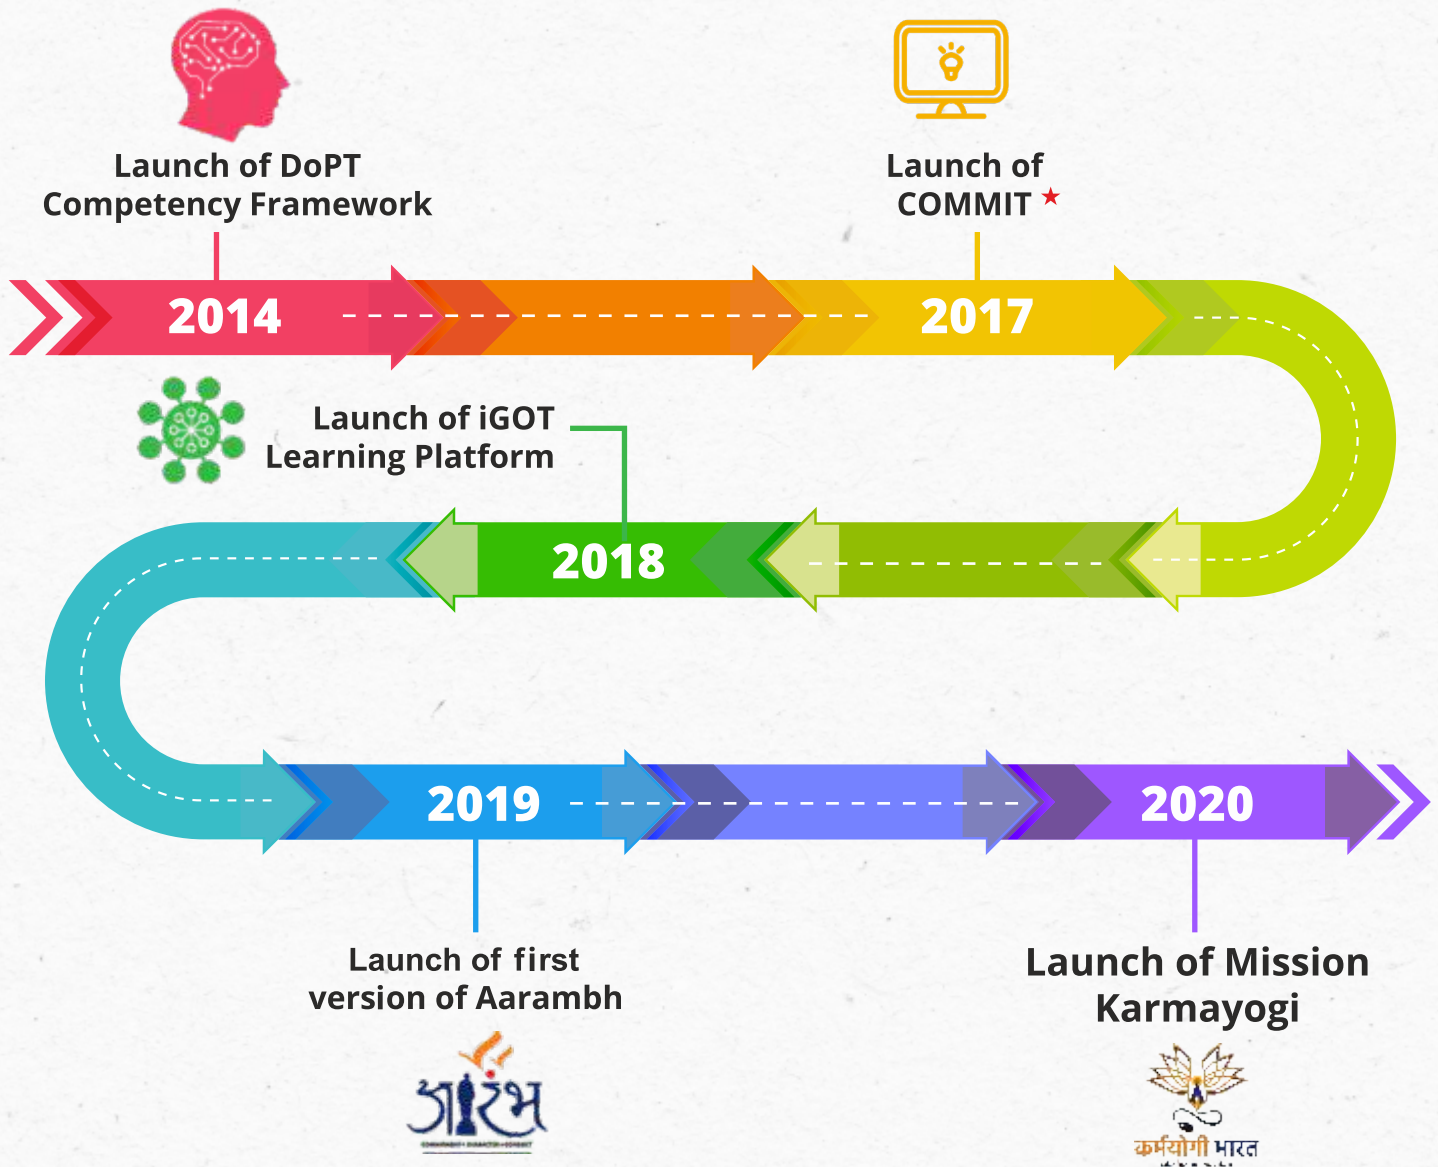 Launch of DoPT
Competency Framework
Launch of
COMMIT ★
2014
2017
Launch of iGOT
Learning Platform
2018
2019
2020
Launch of first
version of Aarambh
Launch of Mission
Karmayogi
आरंभ
कर्मयोगी भारत